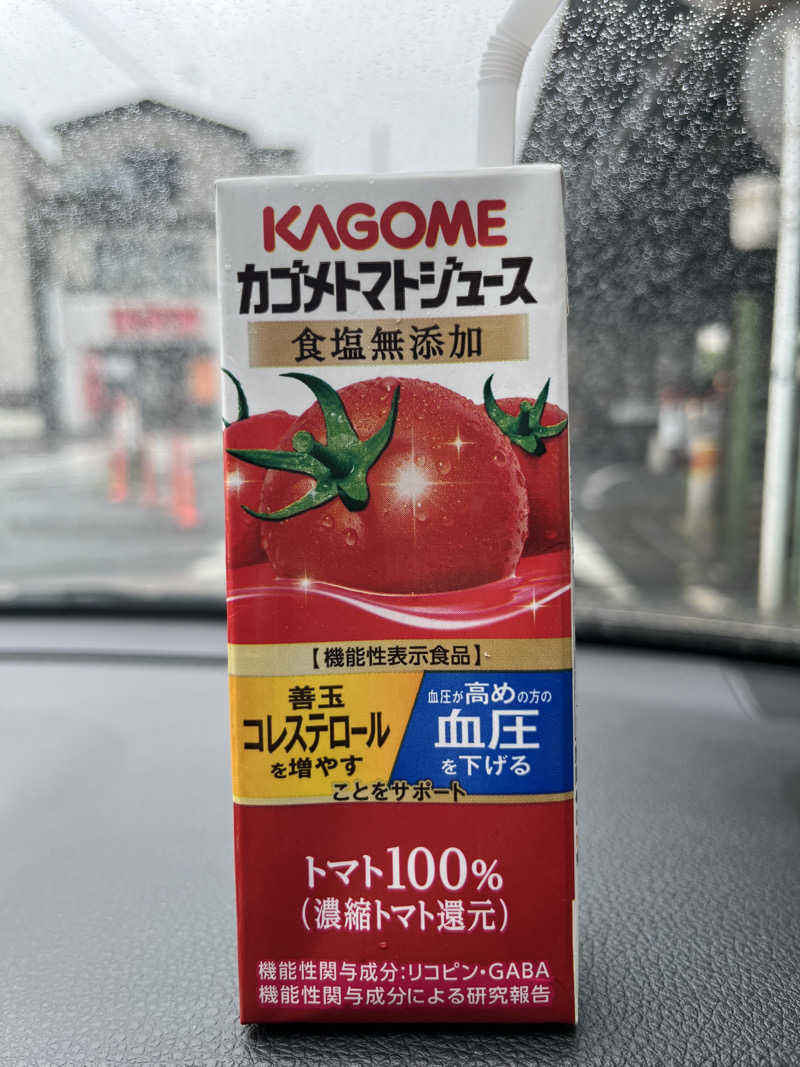 KAGOME
カゴメトマトジュース
食塩無添加
【機能性表示食品】
善玉
コレステロール
を増やす
血圧が高めの方の
血圧
を下げる
ことをサポート
トマト100%
(濃縮トマト還元)
機能性関与成分:リコピン・GABA
機能性関与成分による研究報告